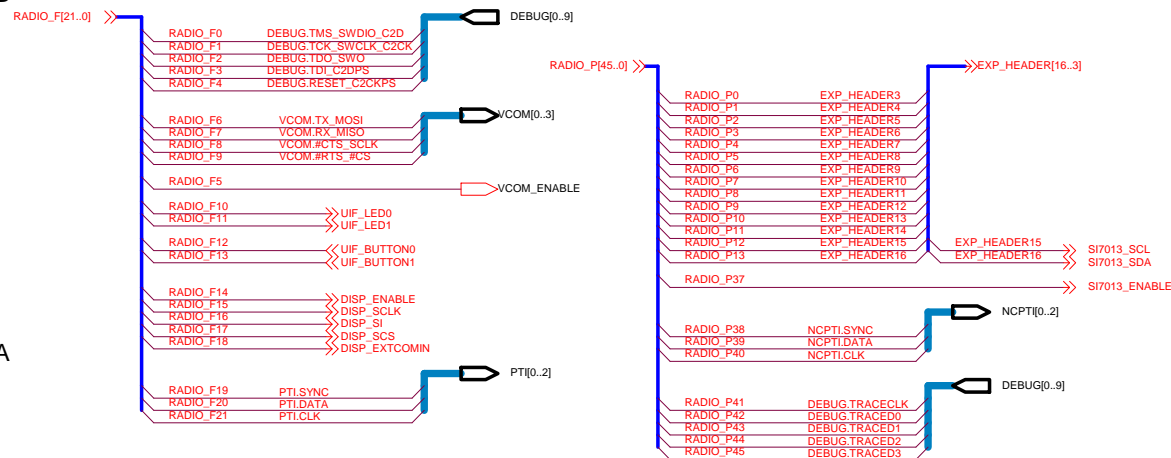 RADIO_F[21..0]
DEBUG[0..9]
RADIO_F0 DEBUG.TMS_SWDIO_C2D
RADIO_F1 DEBUG.TCK_SWCLK_C2CK
RADIO_F2 DEBUG.TDO_SWO
RADIO_F3 DEBUG.TDI_C2DPS
RADIO_F4 DEBUG.RESET_C2CKPS
VCOM[0..3]
RADIO_F6 VCOM.TX_MOSI
RADIO_F7 VCOM.RX_MISO
RADIO_F8 VCOM.#CTS_SCLK
RADIO_F9 VCOM.#RTS_#CS
RADIO_F5 VCOM_ENABLE
RADIO_F10 UIF_LED0
RADIO_F11 UIF_LED1
RADIO_F12 UIF_BUTTON0
RADIO_F13 UIF_BUTTON1
RADIO_F14 DISP_ENABLE
RADIO_F15 DISP_SCLK
RADIO_F16 DISP_SI
RADIO_F17 DISP_SCS
RADIO_F18 DISP_EXTCOMIN
A
PTI[0..2]
RADIO_F19 PTI.SYNC
RADIO_F20 PTI.DATA
RADIO_F21 PTI.CLK
RADIO_P[45..0]
EXP_HEADER[16..3]
RADIO_P0 EXP_HEADER3
RADIO_P1 EXP_HEADER4
RADIO_P2 EXP_HEADER5
RADIO_P3 EXP_HEADER6
RADIO_P4 EXP_HEADER7
RADIO_P5 EXP_HEADER8
RADIO_P6 EXP_HEADER9
RADIO_P7 EXP_HEADER10
RADIO_P8 EXP_HEADER11
RADIO_P9 EXP_HEADER12
RADIO_P10 EXP_HEADER13
RADIO_P11 EXP_HEADER14
RADIO_P12 EXP_HEADER15 EXP_HEADER15 SI7013_SCL
RADIO_P13 EXP_HEADER16 EXP_HEADER16 SI7013_SDA
RADIO_P37 SI7013_ENABLE
NCPTI[0..2]
RADIO_P38 NCPTI.SYNC
RADIO_P39 NCPTI.DATA
RADIO_P40 NCPTI.CLK
DEBUG[0..9]
RADIO_P41 DEBUG.TRACECLK
RADIO_P42 DEBUG.TRACED0
RADIO_P43 DEBUG.TRACED1
RADIO_P44 DEBUG.TRACED2
RADIO_P45 DEBUG.TRACED3